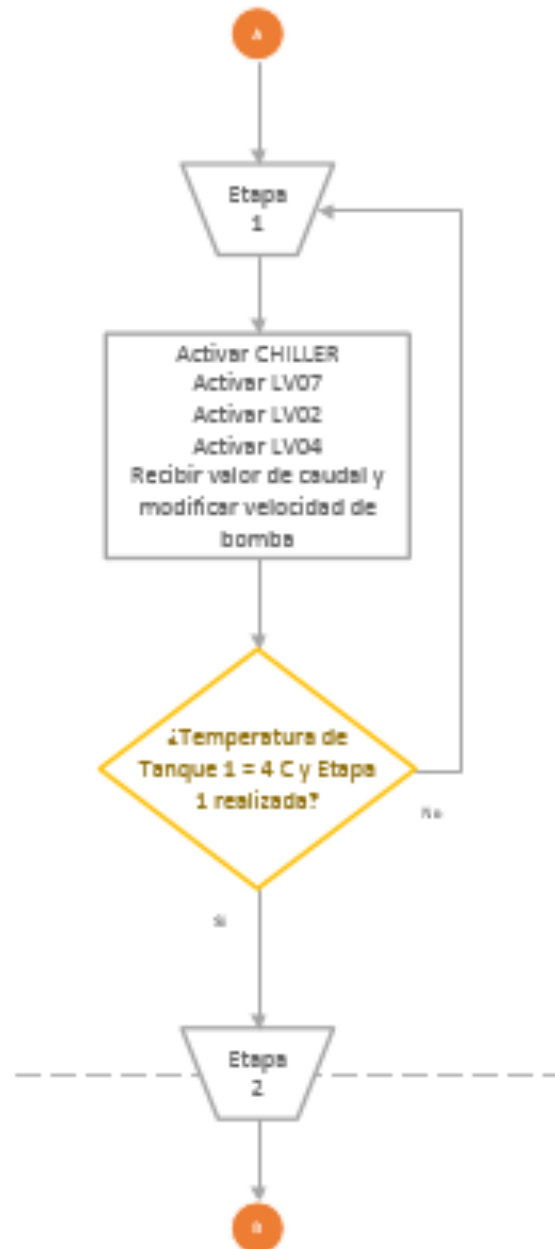 A
Etapa
1
Activar CHILLER
Activar LV07
Activar LV02
Activar LV04
Recibir valor de caudal y
modificar velocidad de
bomba
¿Temperatura de
Tanque 1 = 4 C y Etapa
1 realizada?
No
Si
Etapa
2
B